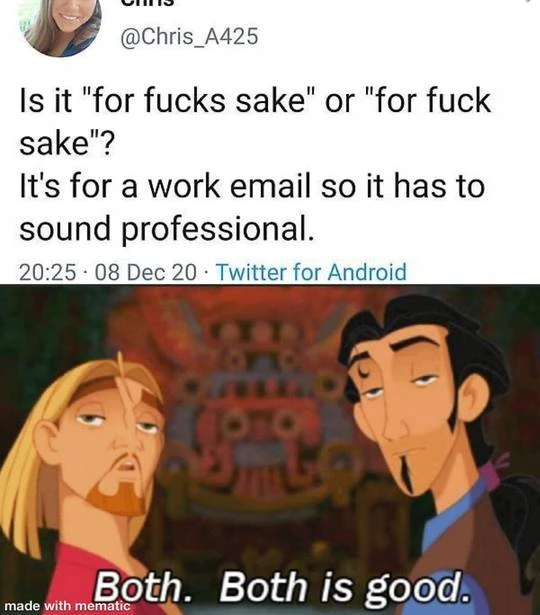 @Chris_A425
Is it "for fucks sake" or "for fuck
sake"?
It's for a work email so it has to
sound professional.
20:25 · 08 Dec 20 · Twitter for Android
Both. Both is good.
made with mematic